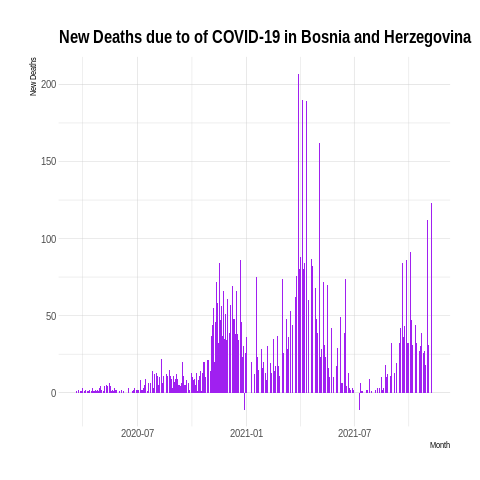 New Deaths due to of COVID-19 in Bosnia and Herzegovina
New Deaths
200
150
100
50
0
2020-07
2021-01
2021-07
Month